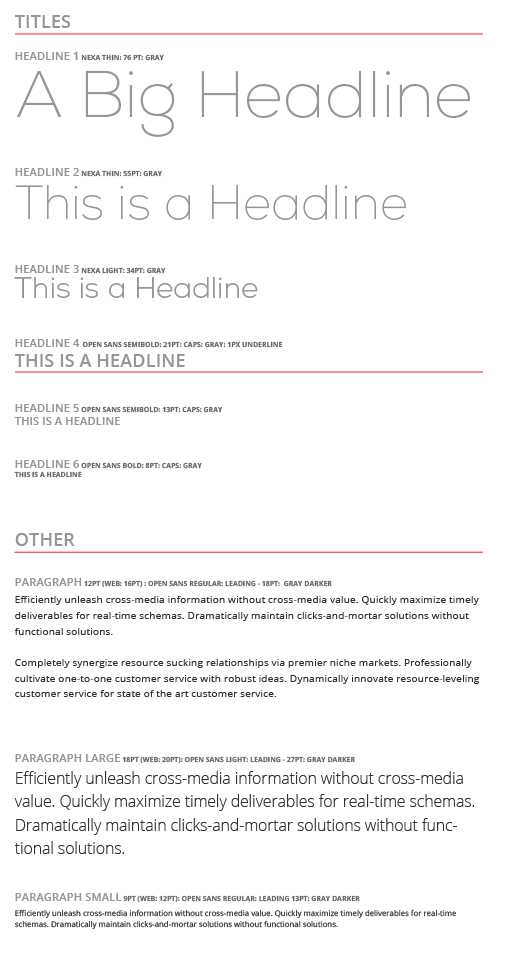 TITLES
HEADLINE 1 NEXA THIN: 76 PT: GRAY
A Big Headline
HEADLINE 2 NEXA THIN: 55PT: GRAY
This is a Headline
HEADLINE 3 NEXA LIGHT: 34PT: GRAY
This is a Headline
HEADLINE 4 OPEN SANS SEMIBOLD: 21PT: CAPS: GRAY: 1PX UNDERLINE
THIS IS A HEADLINE
HEADLINE 5 OPEN SANS SEMIBOLD: 13PT: CAPS: GRAY
THIS IS A HEADLINE
HEADLINE 6 OPEN SANS BOLD: 8PT: CAPS: GRAY
THIS IS A HEADLINE
OTHER
PARAGRAPH 12PT (WEB: 16PT) : OPEN SANS REGULAR: LEADING - 18PT: GRAY DARKER
Efficiently unleash cross-media information without cross-media value. Quickly maximize timely
deliverables for real-time schemas. Dramatically maintain clicks-and-mortar solutions without
functional solutions.
Completely synergize resource sucking relationships via premier niche markets. Professionally
cultivate one-to-one customer service with robust ideas. Dynamically innovate resource-leveling
customer service for state of the art customer service.
PARAGRAPH LARGE 18PT (WEB: 20PT): OPEN SANS LIGHT: LEADING - 27PT: GRAY DARKER
Efficiently unleash cross-media information without cross-media
value. Quickly maximize timely deliverables for real-time schemas.
Dramatically maintain clicks-and-mortar solutions without func-
tional solutions.
PARAGRAPH SMALL 9PT (WEB: 12PT): OPEN SANS REGULAR: LEADING 13PT: GRAY DARKER
Efficiently unleash cross-media information without cross-media value. Quickly maximize timely deliverables for real-time
schemas. Dramatically maintain clicks-and-mortar solutions without functional solutions.